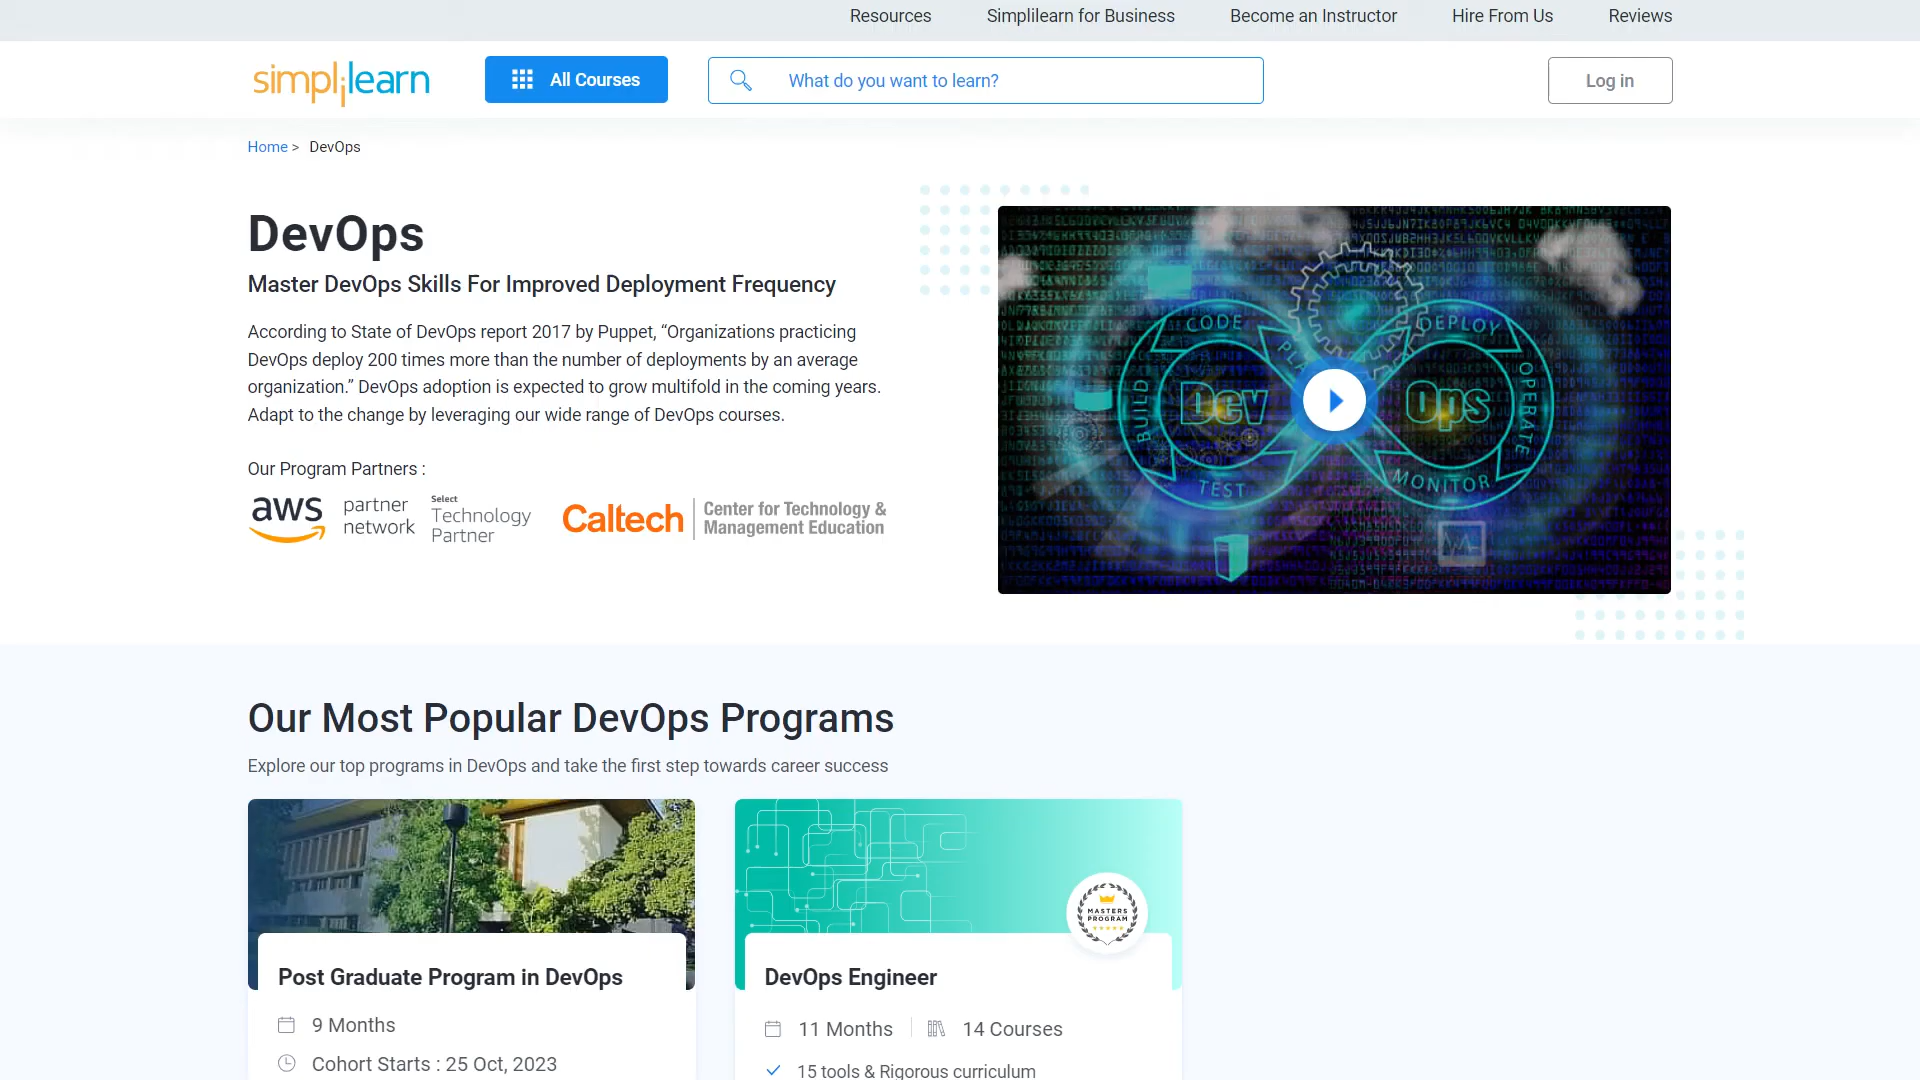 Resources Simplilearn for Business Become an Instructor Hire From Us Reviews
simplilearn All Courses What do you want to learn? Log in
Home > DevOps
DevOps
Master DevOps Skills For Improved Deployment Frequency
According to State of DevOps report 2017 by Puppet, “Organizations practicing
DevOps deploy 200 times more than the number of deployments by an average
organization.” DevOps adoption is expected to grow multifold in the coming years.
Adapt to the change by leveraging our wide range of DevOps courses.
Our Program Partners :
aws partner network Select Technology Partner
Caltech Center for Technology & Management Education
CODE
DEPLOY
BUILD
Dev
Ops
OPERATE
TEST
MONITOR
Our Most Popular DevOps Programs
Explore our top programs in DevOps and take the first step towards career success
Post Graduate Program in DevOps
9 Months
Cohort Starts : 25 Oct, 2023
MASTERS
PROGRAM
DevOps Engineer
11 Months 14 Courses
15 tools & Rigorous curriculum